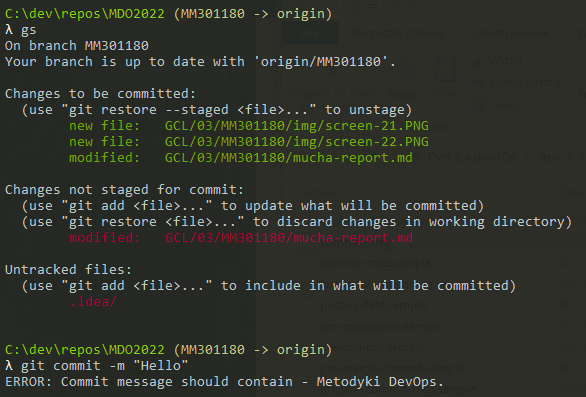 C:\dev\repos\MDO2022 (MM301180 -> origin)
λ gs
On branch MM301180
Your branch is up to date with 'origin/MM301180'.
Changes to be committed:
(use "git restore --staged <file>..." to unstage)
new file: GCL/03/MM301180/img/screen-21.PNG
new file: GCL/03/MM301180/img/screen-22.PNG
modified: GCL/03/MM301180/mucha-report.md
Changes not staged for commit:
(use "git add <file>..." to update what will be committed)
(use "git restore <file>..." to discard changes in working directory)
modified: GCL/03/MM301180/mucha-report.md
Untracked files:
(use "git add <file>..." to include in what will be committed)
.idea/
C:\dev\repos\MDO2022 (MM301180 -> origin)
λ git commit -m "Hello"
ERROR: Commit message should contain - Metodyki DevOps.